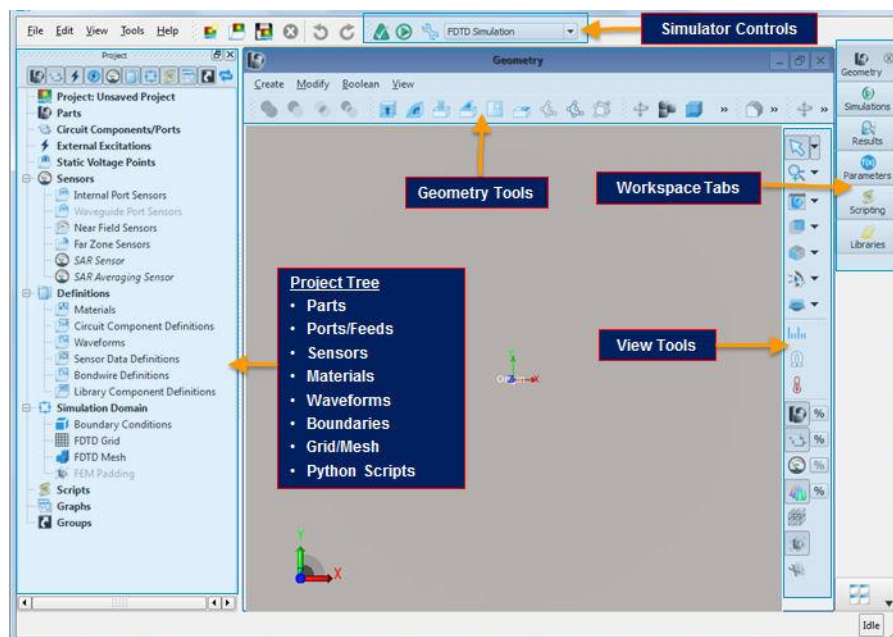 File Edit View Tools Help
FDTD Simulation
Simulator Controls
Project
Project: Unsaved Project
Parts
Circuit Components/Ports
External Excitations
Static Voltage Points
Sensors
Internal Port Sensors
Waveguide Port Sensors
Near Field Sensors
Far Zone Sensors
SAR Sensor
SAR Averaging Sensor
Definitions
Materials
Circuit Component Definitions
Waveforms
Sensor Data Definitions
Bondwire Definitions
Library Component Definitions
Simulation Domain
Boundary Conditions
FDTD Grid
FDTD Mesh
FEM Padding
Scripts
Graphs
Groups
Geometry
Create Modify Boolean View
Geometry Tools
Workspace Tabs
Project Tree
• Parts
• Ports/Feeds
• Sensors
• Materials
• Waveforms
• Boundaries
• Grid/Mesh
• Python Scripts
View Tools
Y
X
%
%
%
%
Geometry
Simulations
Results
Parameters
Scripting
Libraries
Idle